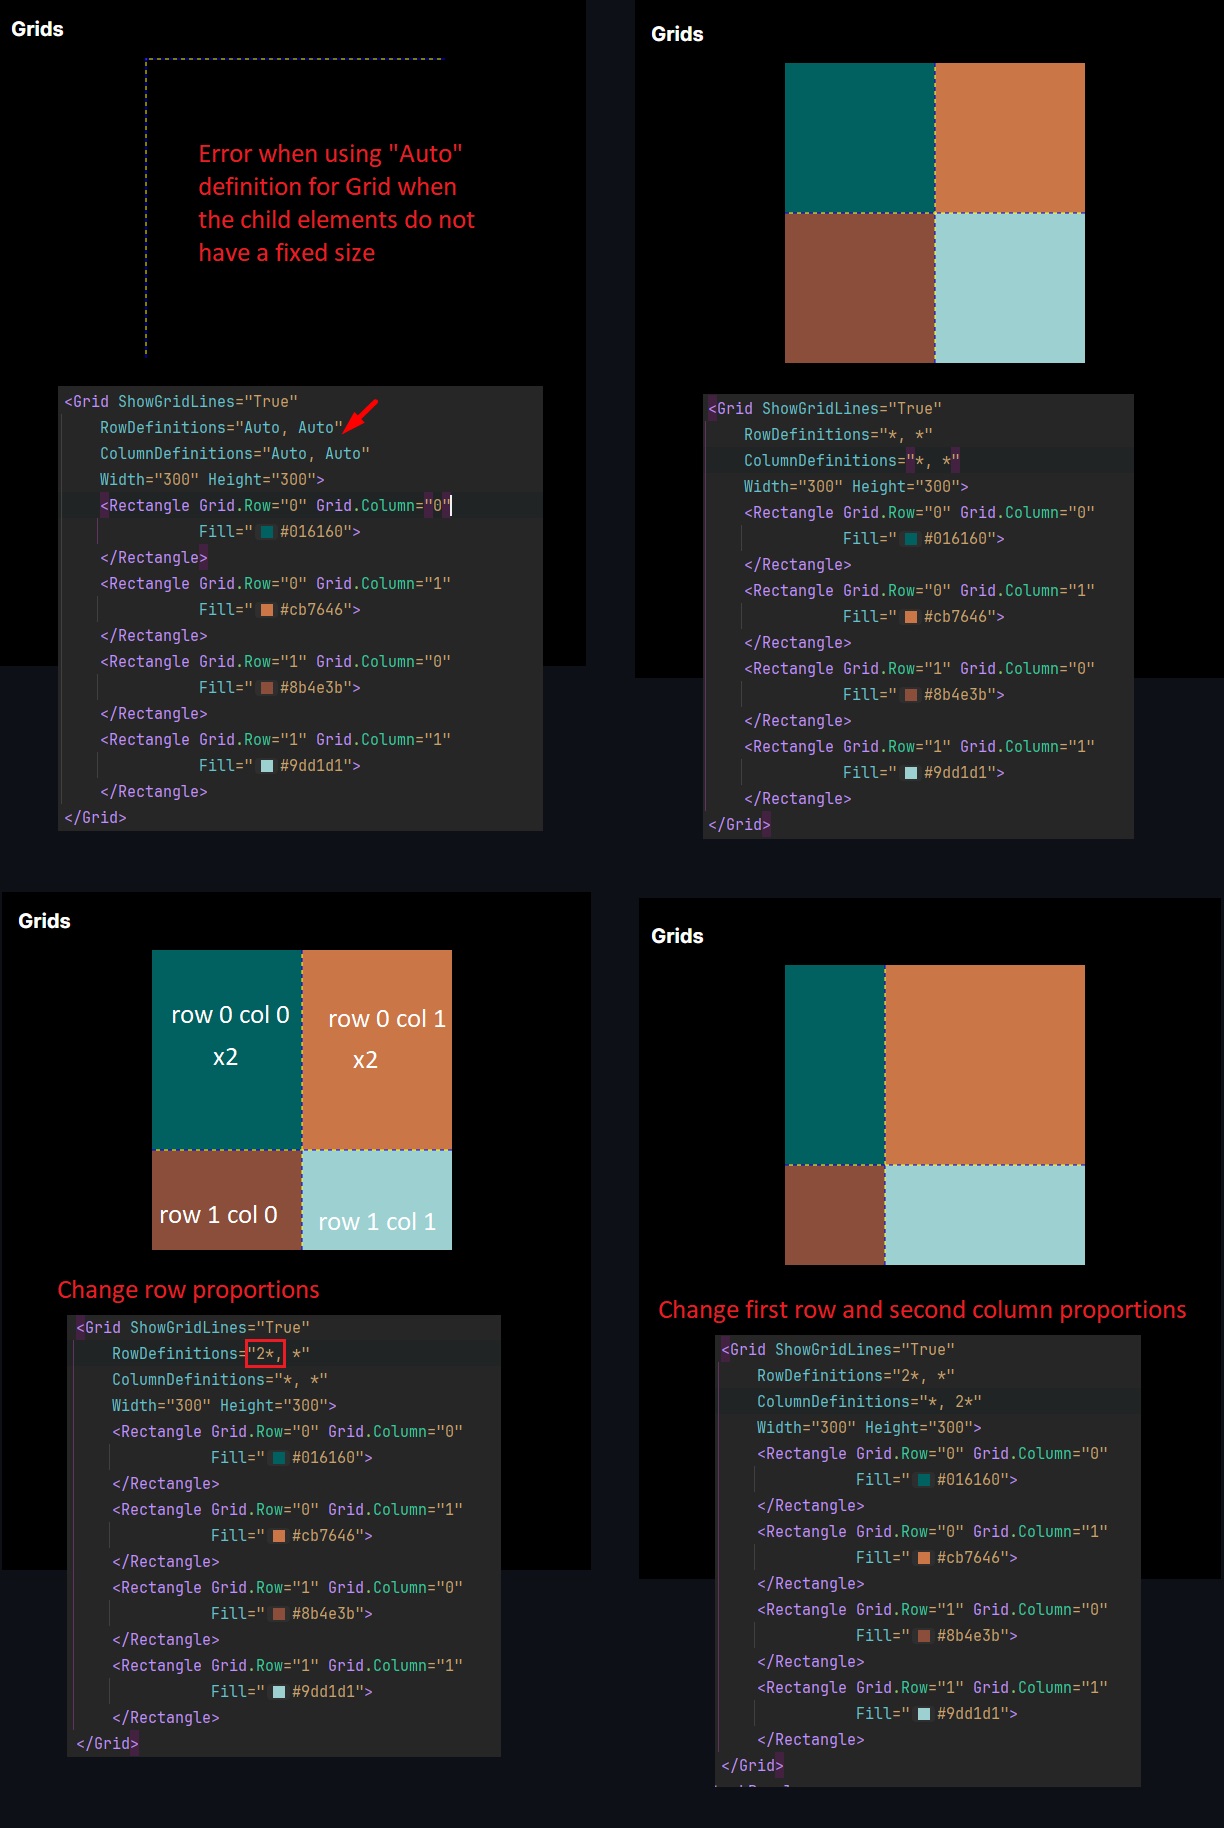 Grids
Error when using "Auto"
definition for Grid when
the child elements do not
have a fixed size
<Grid ShowGridLines="True"
RowDefinitions="Auto, Auto"
ColumnDefinitions="Auto, Auto"
Width="300" Height="300">
<Rectangle Grid.Row="0" Grid.Column="0"
Fill="#016160">
</Rectangle>
<Rectangle Grid.Row="0" Grid.Column="1"
Fill="#cb7646">
</Rectangle>
<Rectangle Grid.Row="1" Grid.Column="0"
Fill="#8b4e3b">
</Rectangle>
<Rectangle Grid.Row="1" Grid.Column="1"
Fill="#9dd1d1">
</Rectangle>
</Grid>
Grids
<Grid ShowGridLines="True"
RowDefinitions="*, *"
ColumnDefinitions="*, *"
Width="300" Height="300">
<Rectangle Grid.Row="0" Grid.Column="0"
Fill="#016160">
</Rectangle>
<Rectangle Grid.Row="0" Grid.Column="1"
Fill="#cb7646">
</Rectangle>
<Rectangle Grid.Row="1" Grid.Column="0"
Fill="#8b4e3b">
</Rectangle>
<Rectangle Grid.Row="1" Grid.Column="1"
Fill="#9dd1d1">
</Rectangle>
</Grid>
Grids
row 0 col 0
x2
row 0 col 1
x2
row 1 col 0
row 1 col 1
Change row proportions
<Grid ShowGridLines="True"
RowDefinitions="2*, *"
ColumnDefinitions="*, *"
Width="300" Height="300">
<Rectangle Grid.Row="0" Grid.Column="0"
Fill="#016160">
</Rectangle>
<Rectangle Grid.Row="0" Grid.Column="1"
Fill="#cb7646">
</Rectangle>
<Rectangle Grid.Row="1" Grid.Column="0"
Fill="#8b4e3b">
</Rectangle>
<Rectangle Grid.Row="1" Grid.Column="1"
Fill="#9dd1d1">
</Rectangle>
</Grid>
Grids
Change first row and second column proportions
<Grid ShowGridLines="True"
RowDefinitions="2*, *"
ColumnDefinitions="*, 2*"
Width="300" Height="300">
<Rectangle Grid.Row="0" Grid.Column="0"
Fill="#016160">
</Rectangle>
<Rectangle Grid.Row="0" Grid.Column="1"
Fill="#cb7646">
</Rectangle>
<Rectangle Grid.Row="1" Grid.Column="0"
Fill="#8b4e3b">
</Rectangle>
<Rectangle Grid.Row="1" Grid.Column="1"
Fill="#9dd1d1">
</Rectangle>
</Grid>